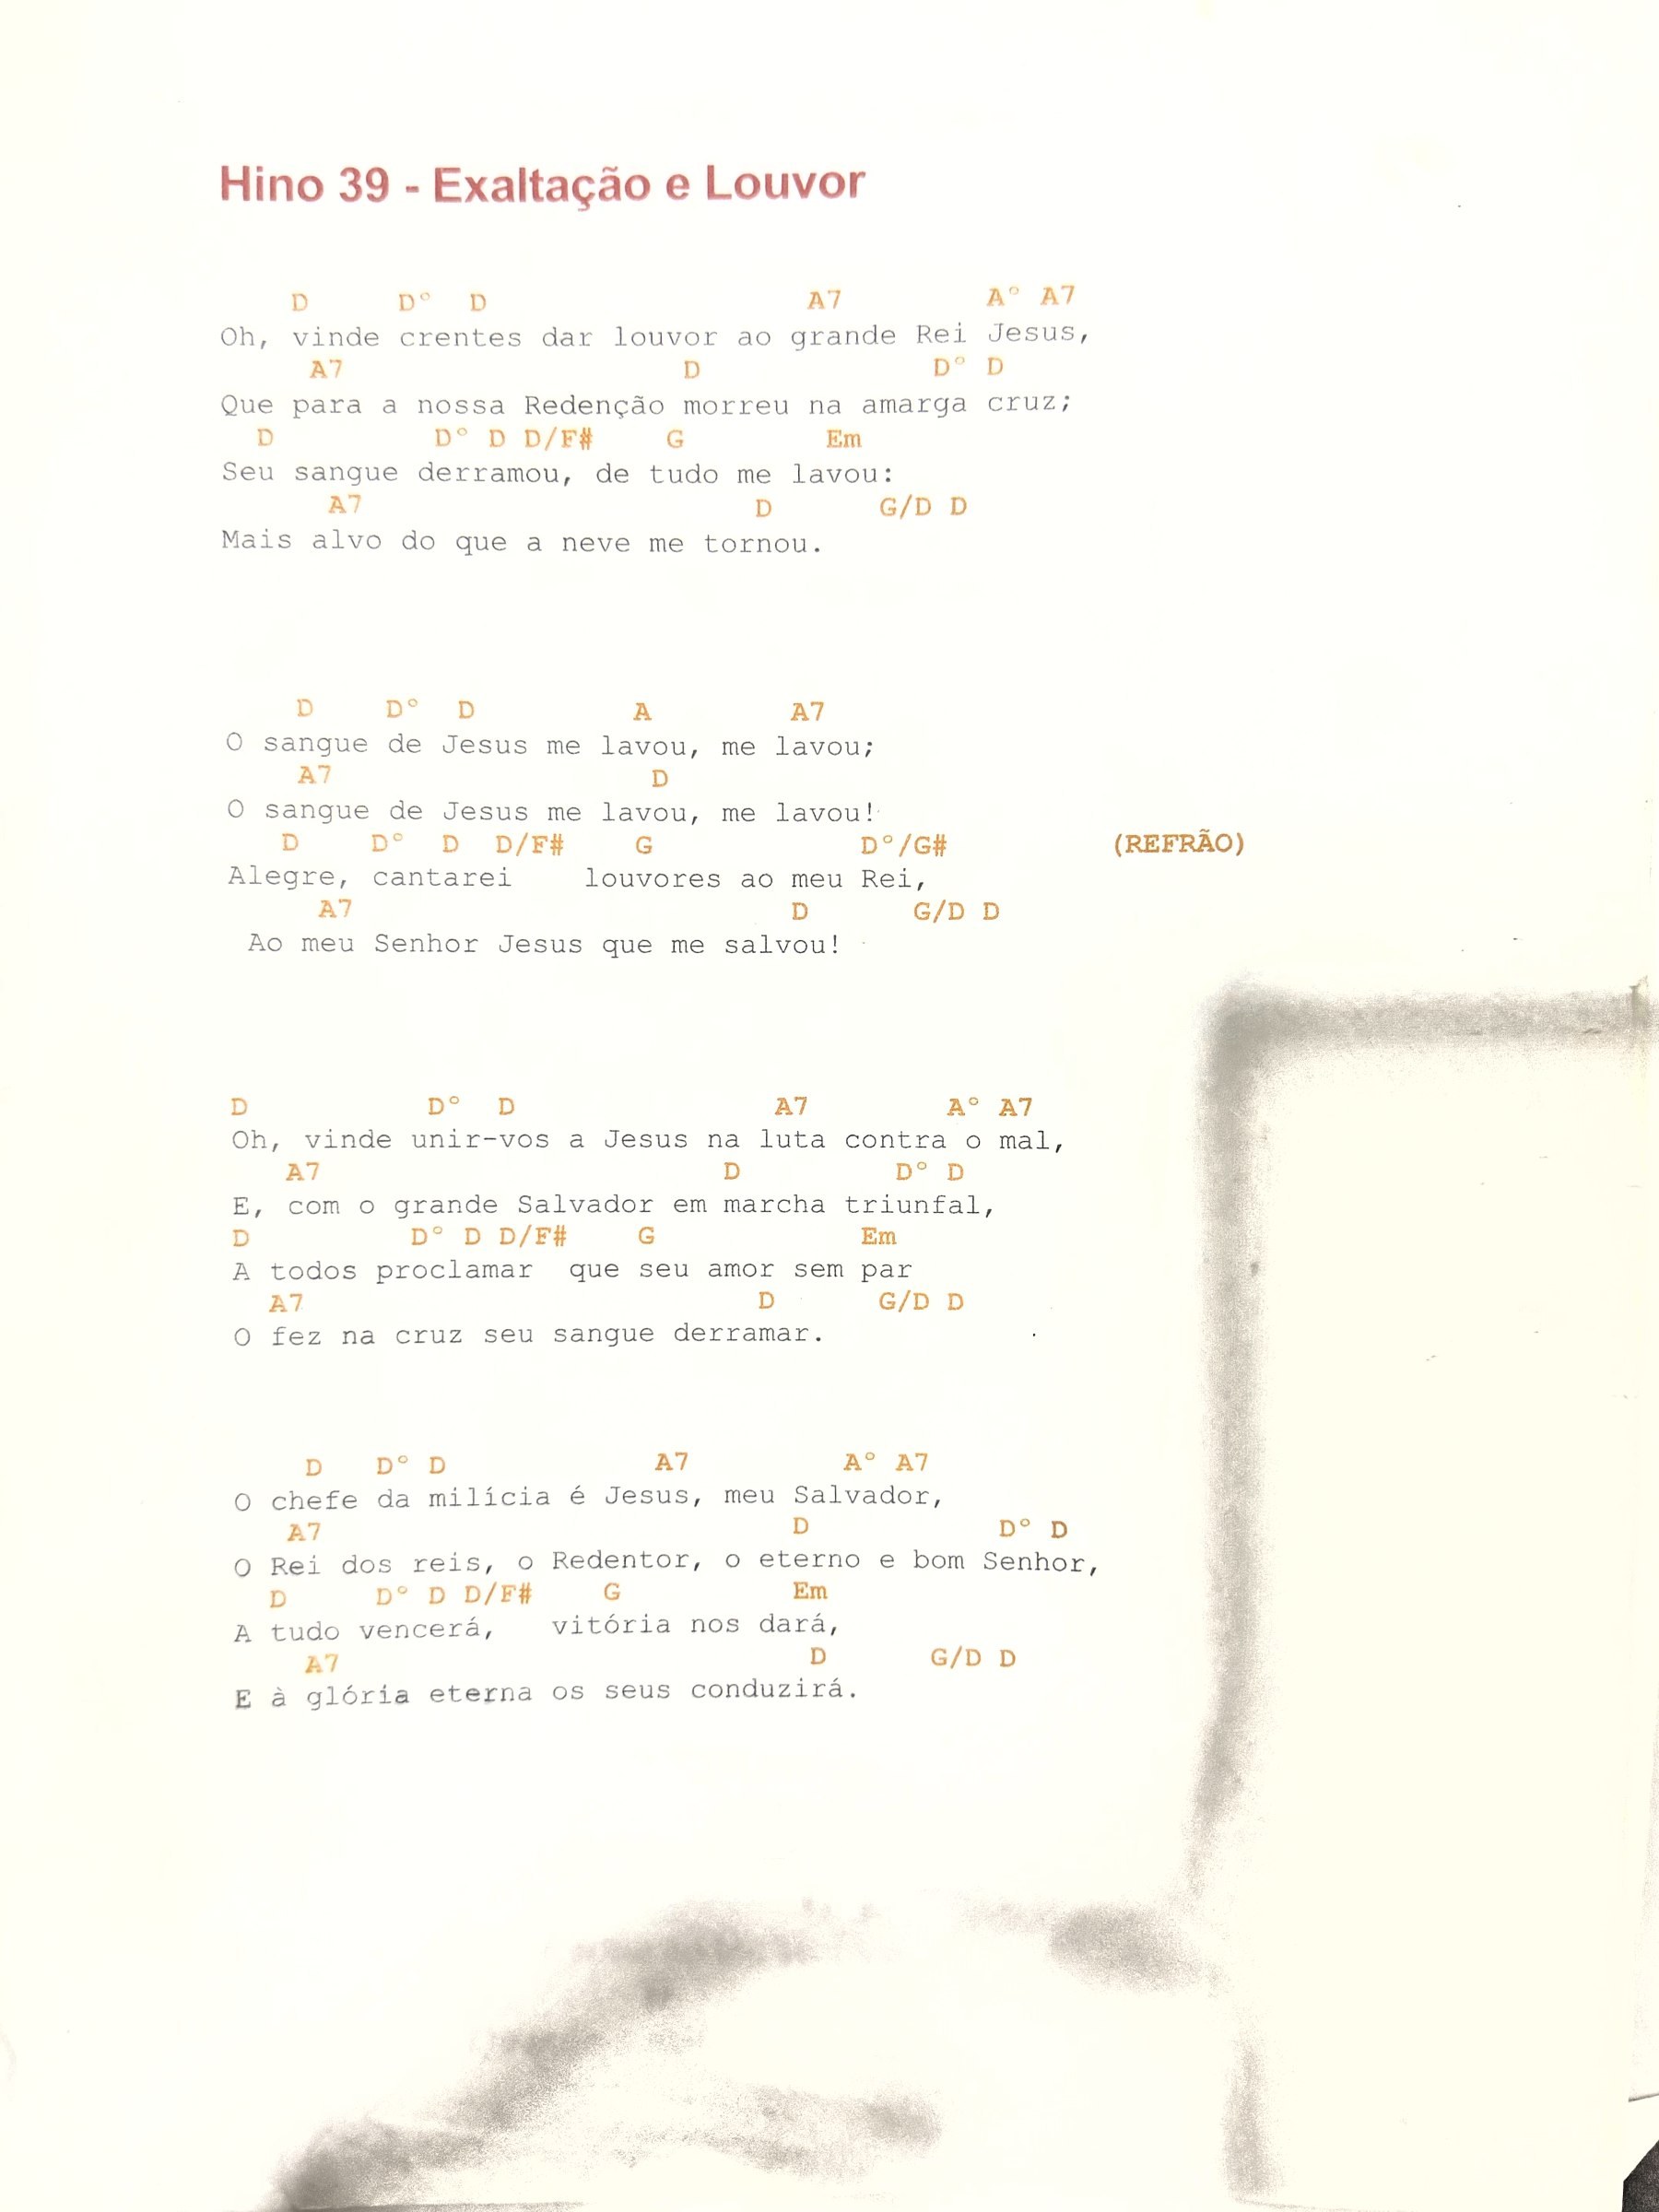 Hino 39 - Exaltação e Louvor
D D° D A7 A° A7
Oh, vinde crentes dar louvor ao grande Rei Jesus,
A7 D D° D
Que para a nossa Redenção morreu na amarga cruz;
D D° D D/F# G Em
Seu sangue derramou, de tudo me lavou:
A7 D G/D D
Mais alvo do que a neve me tornou.
D D° D A A7
O sangue de Jesus me lavou, me lavou;
A7 D
O sangue de Jesus me lavou, me lavou!
D D° D D/F# G D°/G# (REFRÃO)
Alegre, cantarei louvores ao meu Rei,
A7 D G/D D
Ao meu Senhor Jesus que me salvou!
D D° D A7 A° A7
Oh, vinde unir-vos a Jesus na luta contra o mal,
A7 D D° D
E, com o grande Salvador em marcha triunfal,
D D° D D/F# G Em
A todos proclamar que seu amor sem par
A7 D G/D D
O fez na cruz seu sangue derramar.
D D° D A7 A° A7
O chefe da milícia é Jesus, meu Salvador,
A7 D D° D
O Rei dos reis, o Redentor, o eterno e bom Senhor,
D D° D D/F# G Em
A tudo vencerá, vitória nos dará,
A7 D G/D D
E à glória eterna os seus conduzirá.